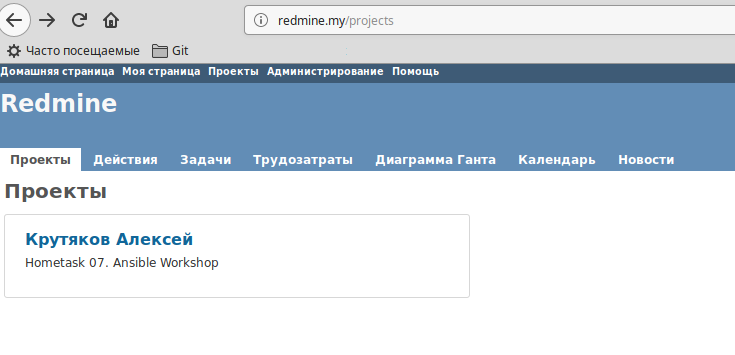 redmine.my/projects
Часто посещаемые Git
Домашняя страница Моя страница Проекты Администрирование Помощь
Redmine
Проекты Действия Задачи Трудозатраты Диаграмма Ганта Календарь Новости
Проекты
Крутяков Алексей
Hometask 07. Ansible Workshop